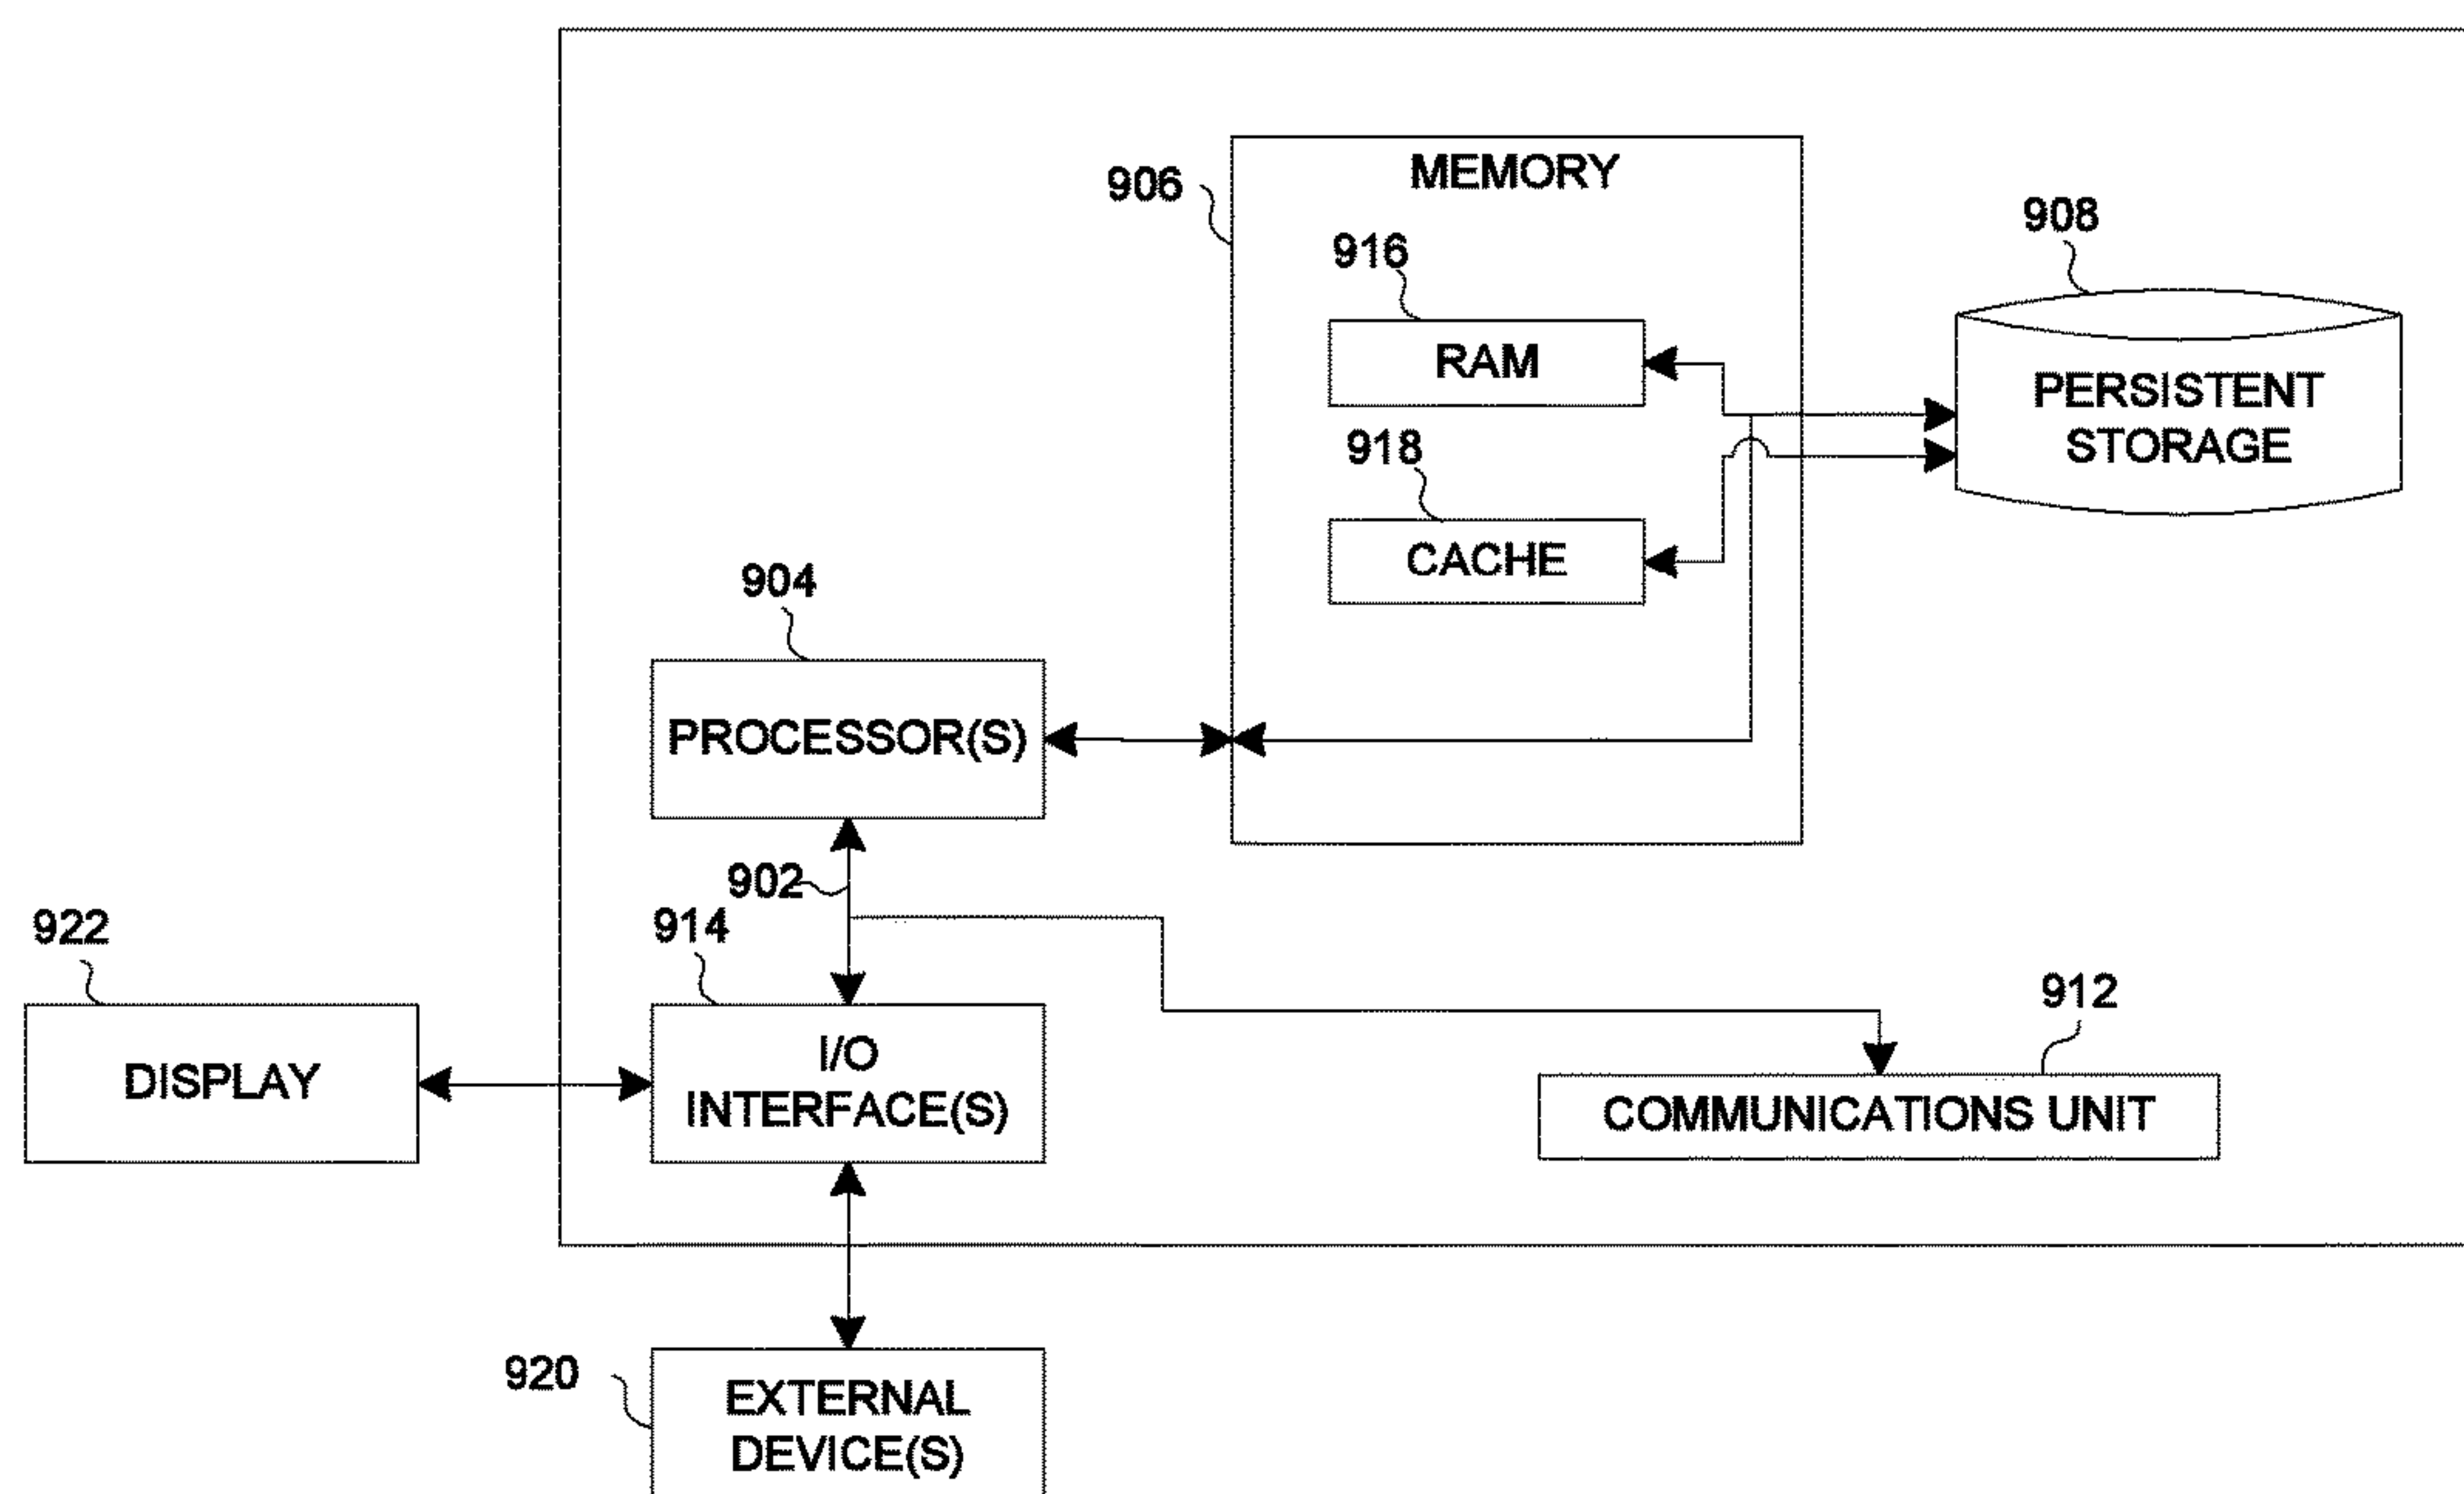 MEMORY
906
908
916
RAM
PERSISTENT
STORAGE
918
CACHE
904
PROCESSOR(S)
902
914
922
912
I/O
INTERFACE(S)
DISPLAY
COMMUNICATIONS UNIT
920
EXTERNAL
DEVICE(S)